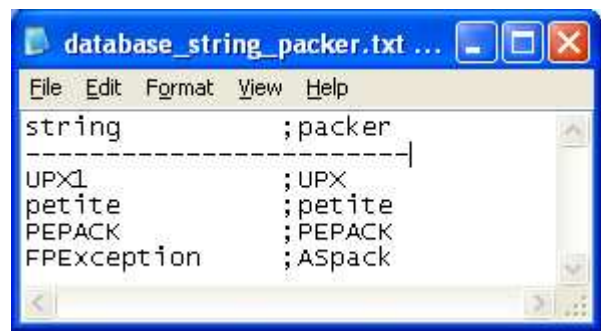 database_string_packer.txt ...
File Edit Format View Help
string ;packer
-------------------------
UPX1 ;UPX
petite ;petite
PEPACK ;PEPACK
FPException ;ASpack